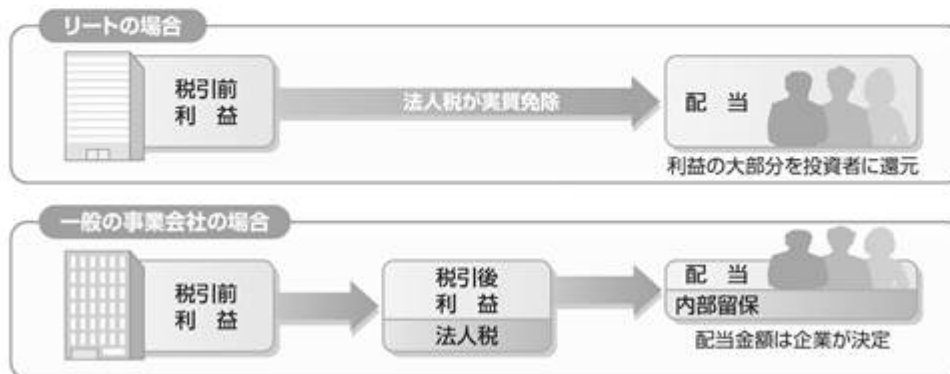 リートの場合
税引前
利 益
法人税が実質免除
配 当
利益の大部分を投資者に還元
一般の事業会社の場合
税引前
利 益
税引後
利 益
法人税
配 当
内部留保
配当金額は企業が決定